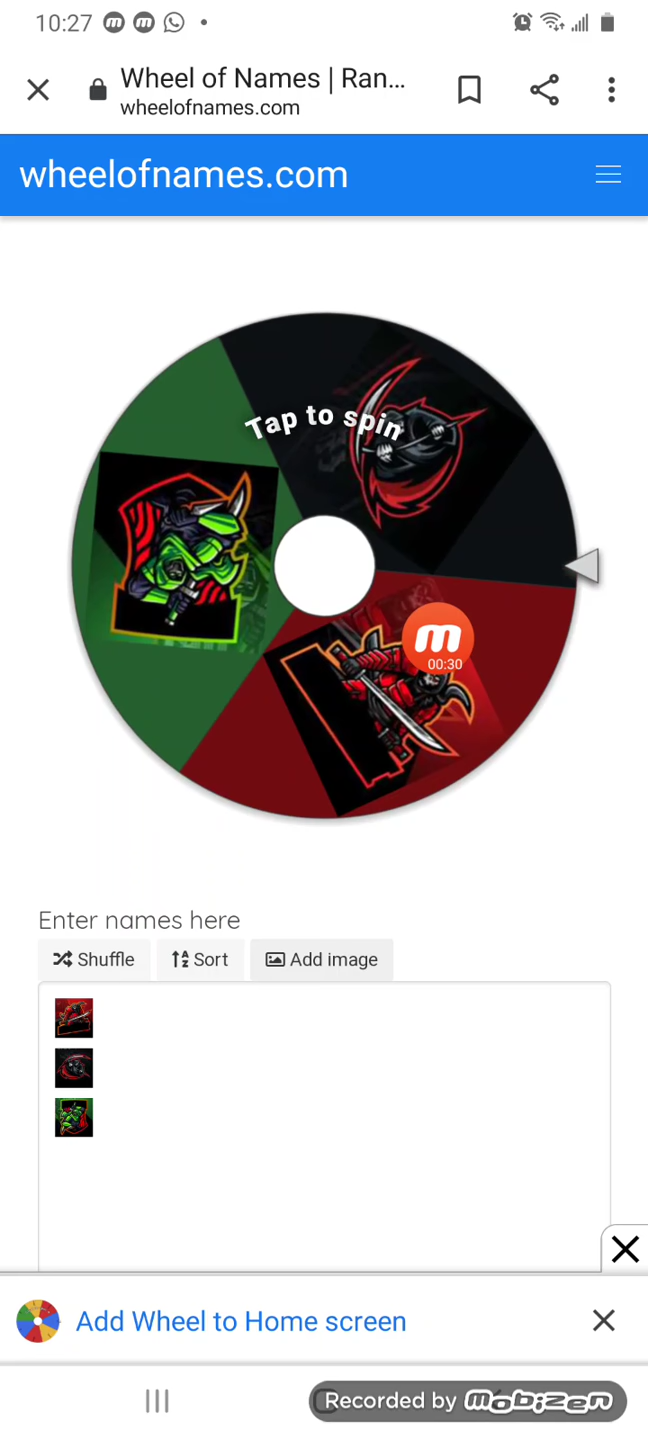 10:27
Wheel of Names | Ran...
wheelofnames.com
wheelofnames.com
Tap to spin
m
00:30
Enter names here
Shuffle
Sort
Add image
Add Wheel to Home screen
Recorded by mobizen